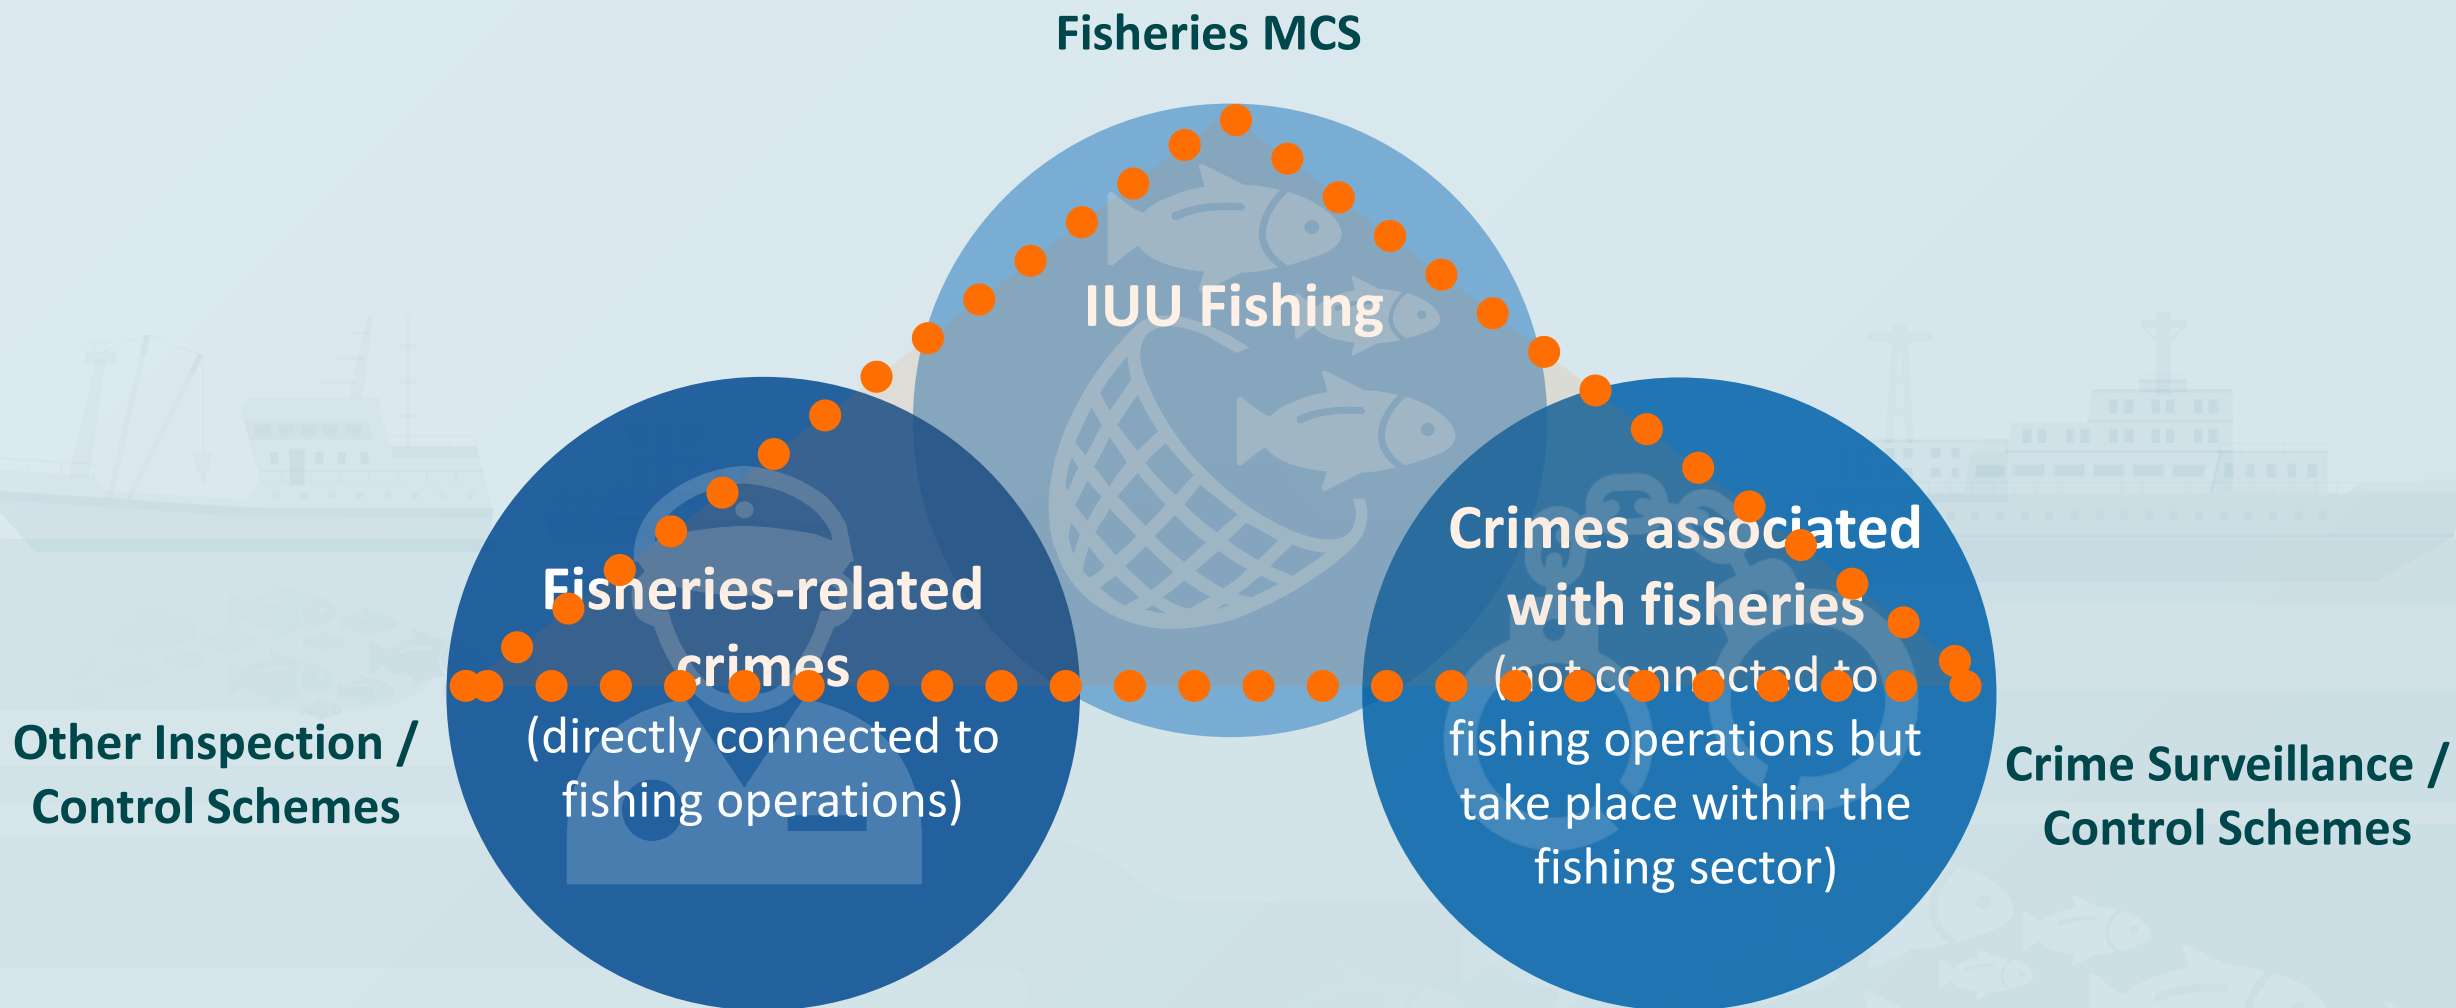 Fisheries MCS
IUU Fishing
Fisheries-related
crimes
(directly connected to
fishing operations)
Crimes associated
with fisheries
(not connected to
fishing operations but
take place within the
fishing sector)
Other Inspection /
Control Schemes
Crime Surveillance /
Control Schemes